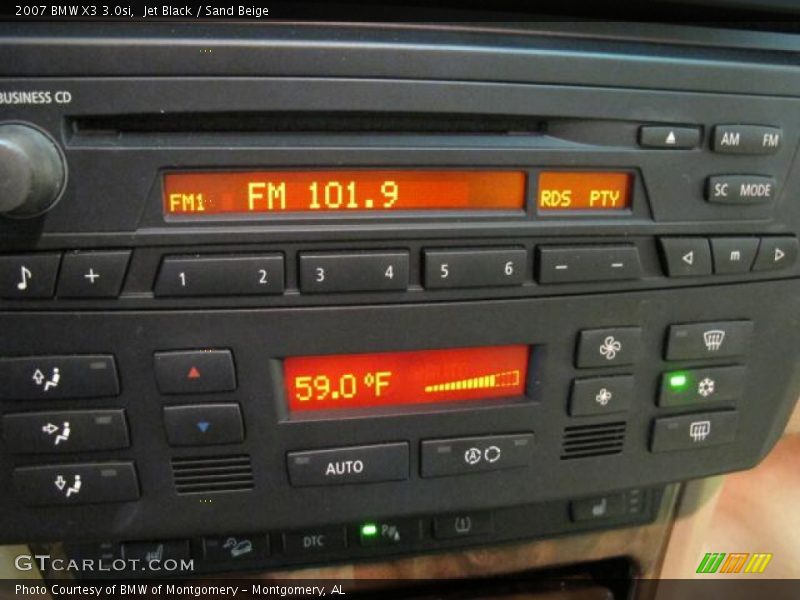 2007 BMW X3 3.0si, Jet Black / Sand Beige
BUSINESS CD
AM FM
SC MODE
FM1 FM 101.9 RDS PTY
+ 1 2 3 4 5 6 – – m
59.0 °F
AUTO A
DTC P
GTCARLOT.COM
Photo Courtesy of BMW of Montgomery – Montgomery, AL